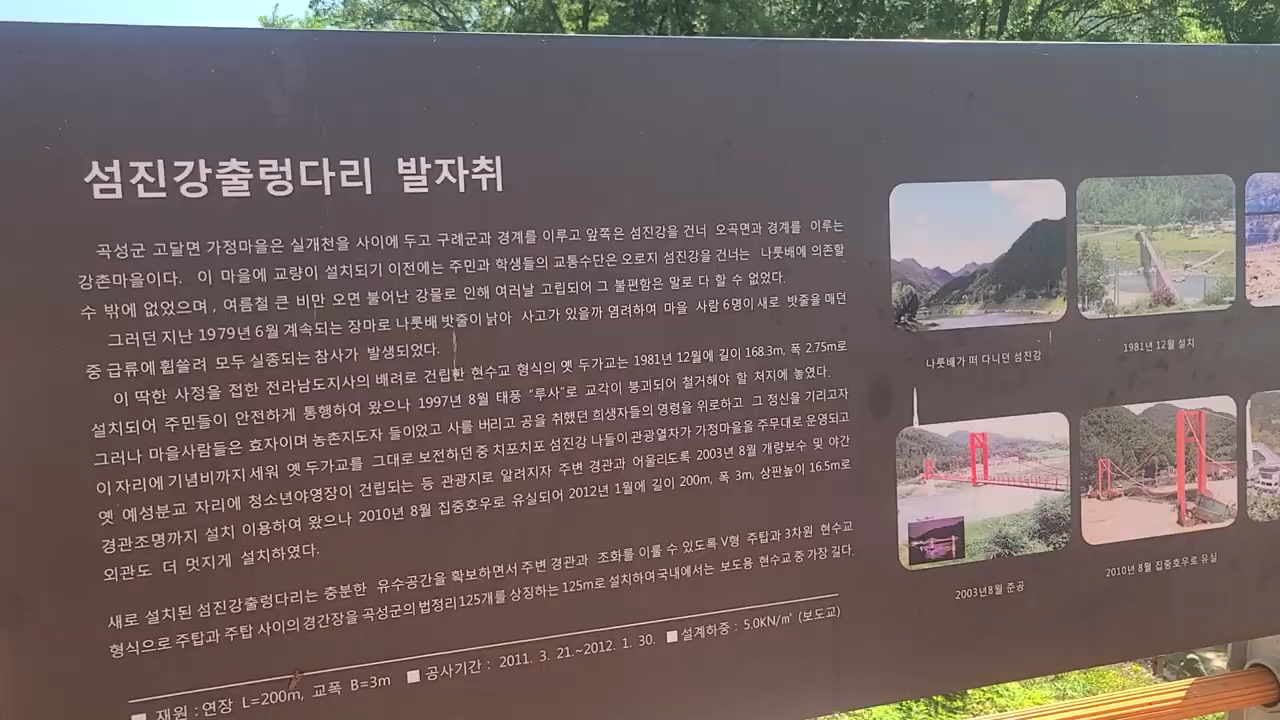 섬진강출렁다리 발자취
곡성군 고달면 가정마을은 실개천을 사이에 두고 구례군과 경계를 이루고 앞쪽은 섬진강을 건너 오곡면과 경계를 이루는
강촌마을이다. 이 마을에 교량이 설치되기 이전에는 주민과 학생들의 교통수단은 오로지 섬진강을 건너는 나룻배에 의존할
수 밖에 없었으며, 여름철 큰 비만 오면 불어난 강물로 인해 여러날 고립되어 그 불편함은 말로 다 할 수 없었다.
그러던 지난 1979년 6월 계속되는 장마로 나룻배 밧줄이 낡아 사고가 있을까 염려하여 마을 사람 6명이 새로 밧줄을 매던
중 급류에 휩쓸려 모두 실종되는 참사가 발생되었다.
이 딱한 사정을 접한 전라남도지사의 배려로 건립한 현수교 형식의 옛 두가교는 1981년 12월에 길이 168.3m, 폭 2.75m로
설치되어 주민들이 안전하게 통행하여 왔으나 1997년 8월 태풍 "루사"로 교각이 붕괴되어 철거해야 할 처지에 놓였다.
그러나 마을사람들은 효자이며 농촌지도자 들이었고 사를 버리고 공을 취했던 희생자들의 영령을 위로하고 그 정신을 기리고자
이 자리에 기념비까지 세워 옛 두가교를 그대로 보전하던 중 치포치포 섬진강 나들이 관광열차가 가정마을을 주무대로 운영되고
옛 예성분교 자리에 청소년야영장이 건립되는 등 관광지로 알려지자 주변 경관과 어울리도록 2003년 8월 개량보수 및 야간
경관조명까지 설치 이용하여 왔으나 2010년 8월 집중호우로 유실되어 2012년 1월에 길이 200m, 폭 3m, 상판높이 16.5m로
외관도 더 멋지게 설치하였다.
새로 설치된 섬진강출렁다리는 충분한 유수공간을 확보하면서 주변 경관과 조화를 이룰 수 있도록 V형 주탑과 3차원 현수교
형식으로 주탑과 주탑 사이의 경간장을 곡성군의 법정리 125개를 상징하는 125m로 설치하여 국내에서는 보도용 현수교 중 가장 길다.
■ 재원 : 연장 L=200m, 교폭 B=3m ■ 공사기간 : 2011. 3. 21.~2012. 1. 30. ■ 설계하중 : 5.0KN/㎡ (보도교)
나룻배가 떠 다니던 섬진강
1981년 12월 설치
2003년8월 준공
2010년 8월 집중호우로 유실